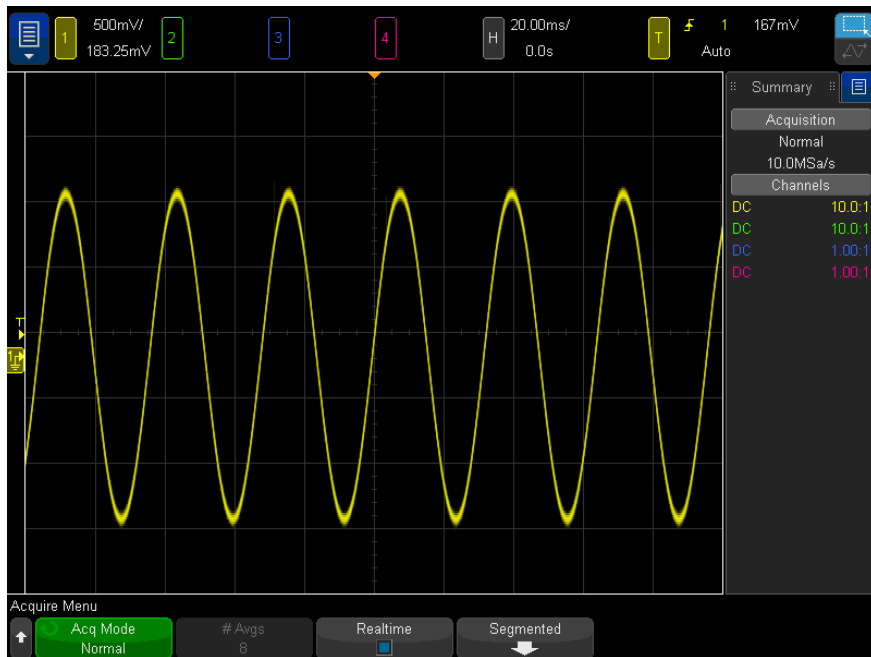 1 500mV/ 2 3 4 H 20.00ms/ T 1 167mV
183.25mV 0.0s Auto
Summary
Acquisition
Normal
10.0MSa/s
Channels
DC 10.0:1
DC 10.0:1
DC 1.00:1
DC 1.00:1
T
1
Acquire Menu
Acq Mode # Avgs Realtime Segmented
Normal 8